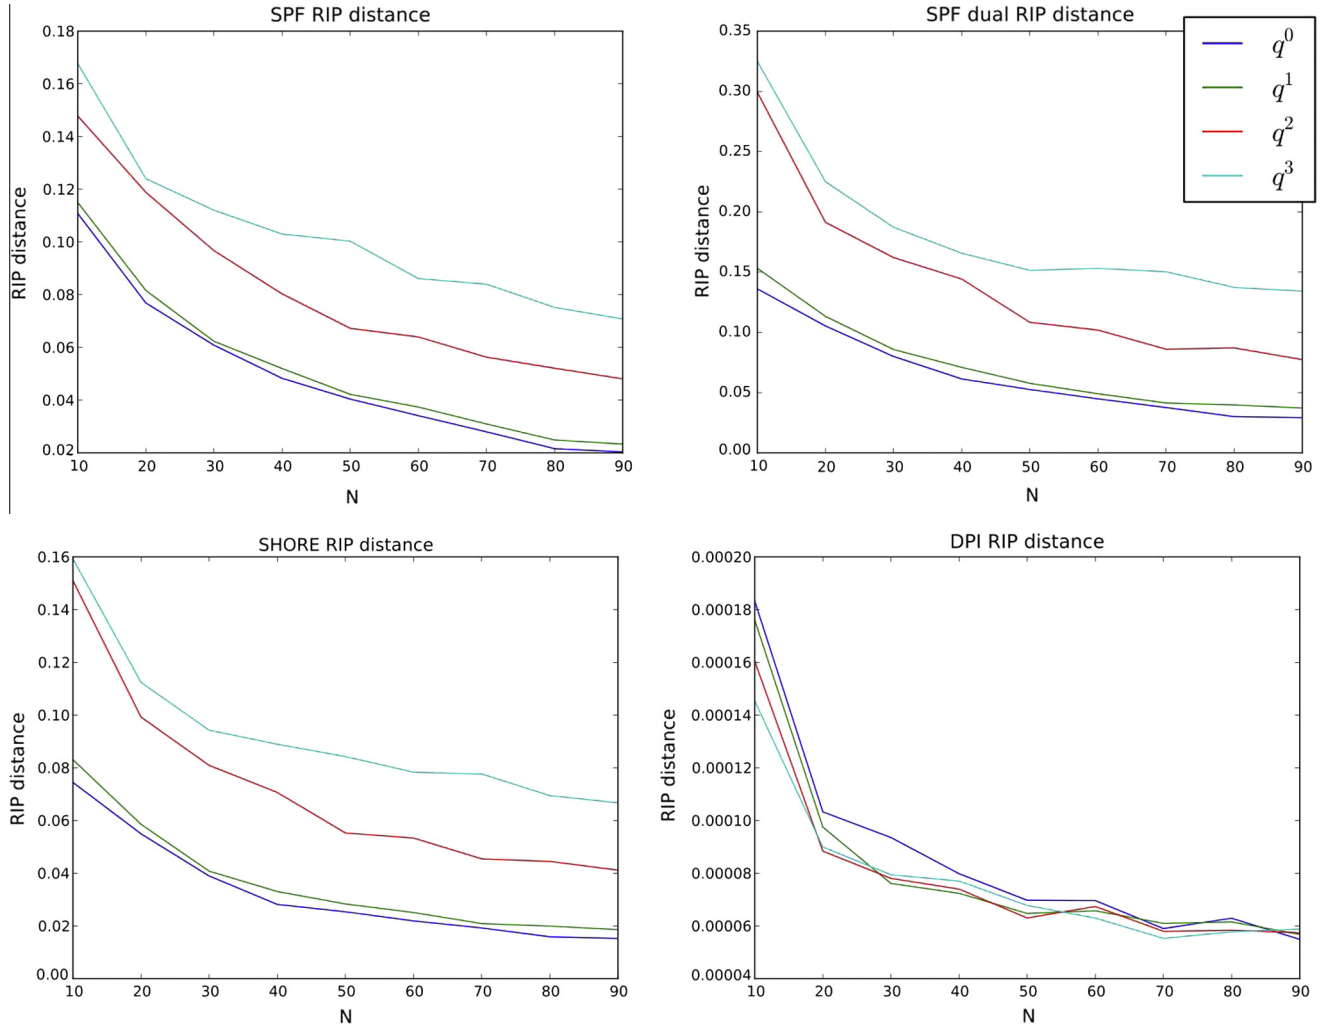 SPF RIP distance
0.18
0.16
0.14
0.12
0.10
0.08
0.06
0.04
0.02
RIP distance
10 20 30 40 50 60 70 80 90
N
SPF dual RIP distance
0.35
0.30
0.25
0.20
0.15
0.10
0.05
0.00
RIP distance
10 20 30 40 50 60 70 80 90
N
q^0
q^1
q^2
q^3
SHORE RIP distance
0.16
0.14
0.12
0.10
0.08
0.06
0.04
0.02
0.00
RIP distance
10 20 30 40 50 60 70 80 90
N
DPI RIP distance
0.00020
0.00018
0.00016
0.00014
0.00012
0.00010
0.00008
0.00006
0.00004
RIP distance
10 20 30 40 50 60 70 80 90
N